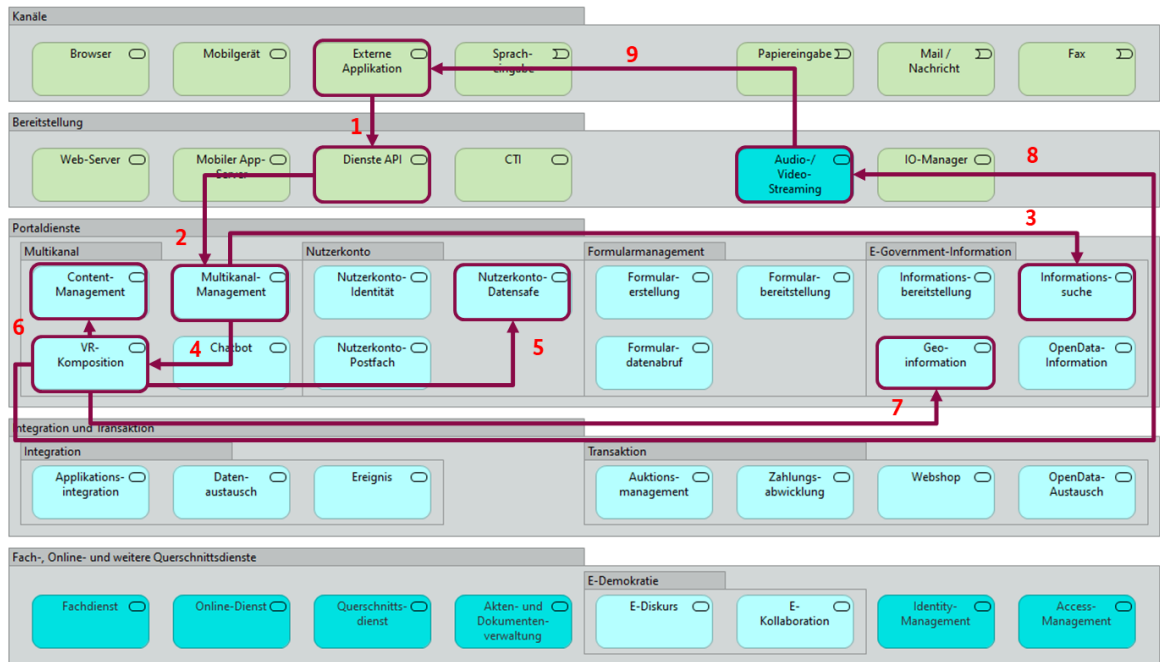 Kanäle
Browser
Mobilgerät
Externe
Applikation
Sprach-
eingabe
9
Papiereingabe
Mail /
Nachricht
Fax
Bereitstellung
1
Web-Server
Mobiler App-
Server
Dienste API
CTI
Audio-/
Video-
Streaming
IO-Manager
8
Portaldienste
2
3
Multikanal
Nutzerkonto
Formularmanagement
E-Government-Information
Content-
Management
Multikanal-
Management
Nutzerkonto-
Identität
Nutzerkonto-
Datensafe
Formular-
erstellung
Formular-
bereitstellung
Informations-
bereitstellung
Informations-
suche
6
VR-
Komposition
4
Chatbot
Nutzerkonto-
Postfach
5
Formular-
datenabruf
Geo-
information
OpenData-
Information
7
Integration und Transaktion
Integration
Transaktion
Applikations-
integration
Daten-
austausch
Ereignis
Auktions-
management
Zahlungs-
abwicklung
Webshop
OpenData-
Austausch
Fach-, Online- und weitere Querschnittsdienste
E-Demokratie
Fachdienst
Online-Dienst
Querschnitts-
dienst
Akten- und
Dokumenten-
verwaltung
E-Diskurs
E-
Kollaboration
Identity-
Management
Access-
Management